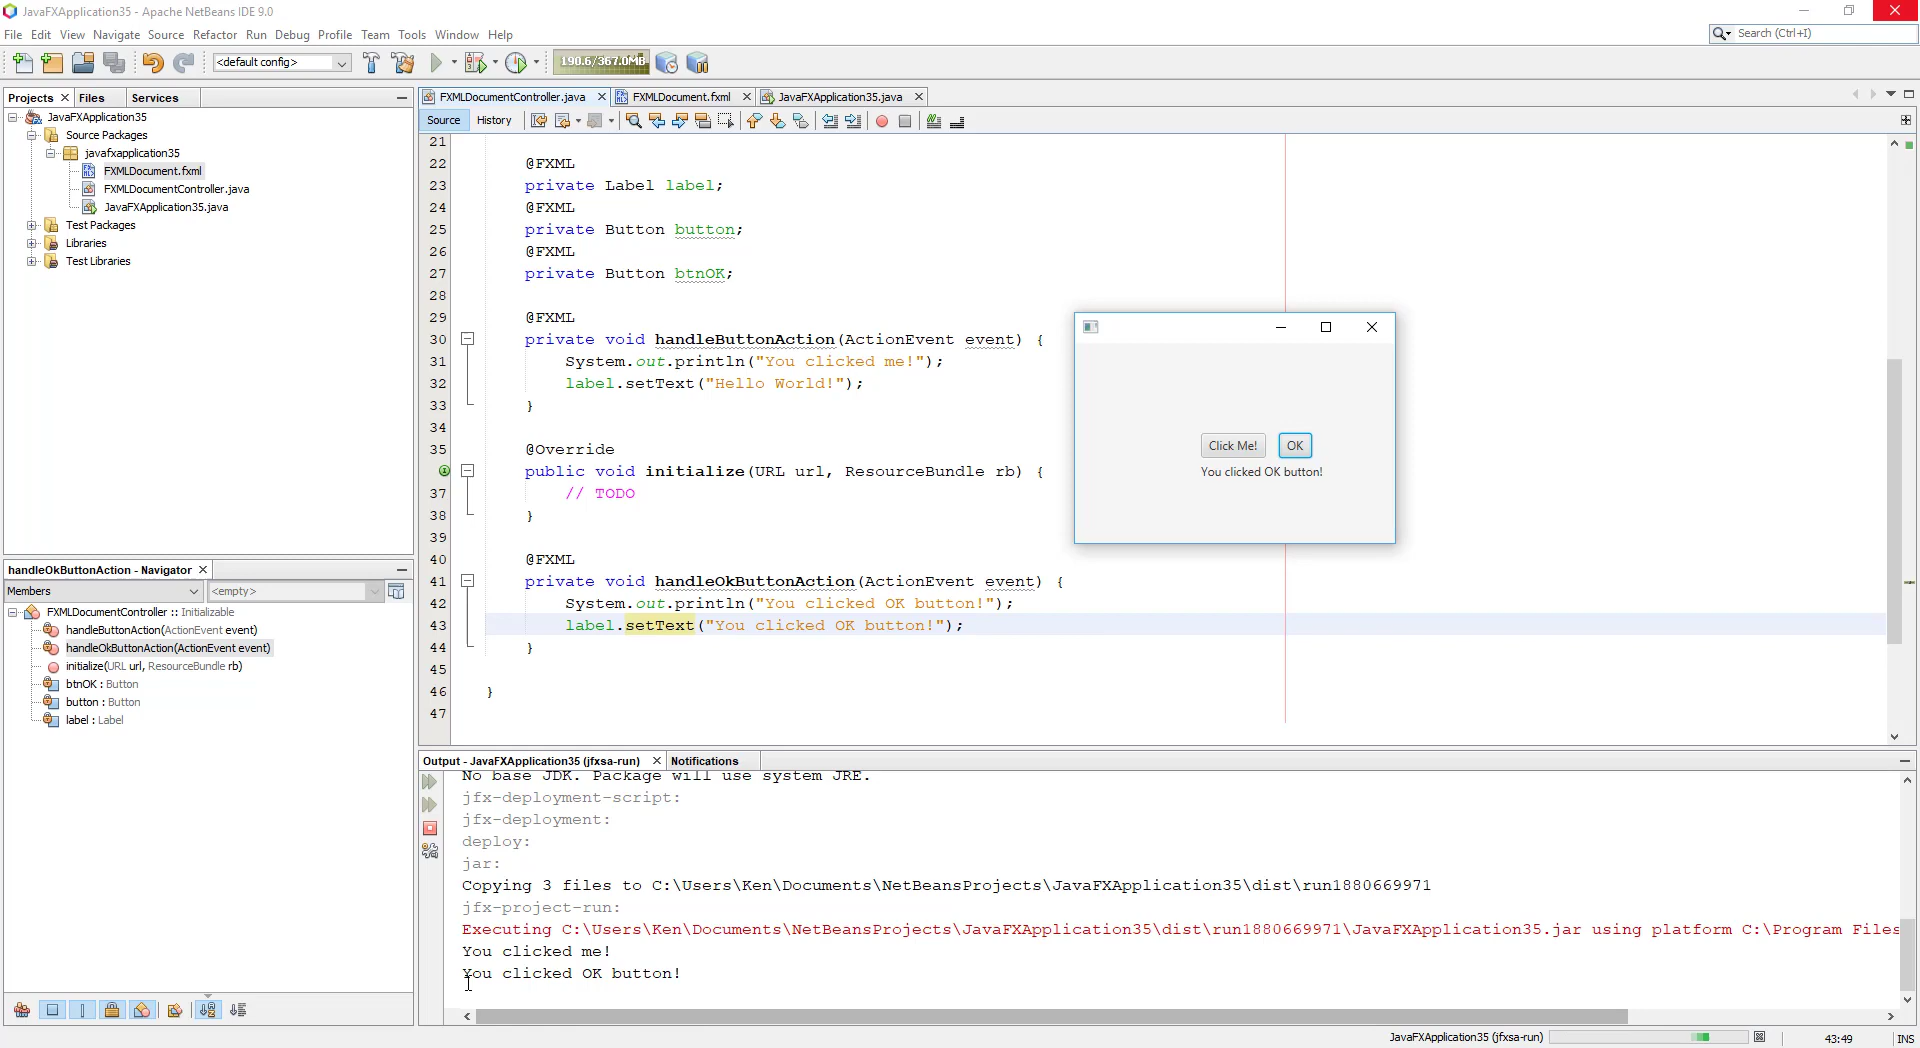 JavaFXApplication35 - Apache NetBeans IDE 9.0
File Edit View Navigate Source Refactor Run Debug Profile Team Tools Window Help
Search (Ctrl+I)
<default config>
190.6/367.0MB
Projects Files Services
JavaFXApplication35
Source Packages
javafxapplication35
FXMLDocument.fxml
FXMLDocumentController.java
JavaFXApplication35.java
Test Packages
Libraries
Test Libraries
handleOkButtonAction - Navigator
Members <empty>
FXMLDocumentController :: Initializable
handleButtonAction(ActionEvent event)
handleOkButtonAction(ActionEvent event)
initialize(URL url, ResourceBundle rb)
btnOK : Button
button : Button
label : Label
FXMLDocumentController.java FXMLDocument.fxml JavaFXApplication35.java
Source History
21
22 @FXML
23 private Label label;
24 @FXML
25 private Button button;
26 @FXML
27 private Button btnOK;
28
29 @FXML
30 private void handleButtonAction(ActionEvent event) {
31 System.out.println("You clicked me!");
32 label.setText("Hello World!");
33 }
34
35 @Override
public void initialize(URL url, ResourceBundle rb) {
37 // TODO
38 }
39
40 @FXML
41 private void handleOkButtonAction(ActionEvent event) {
42 System.out.println("You clicked OK button!");
43 label.setText("You clicked OK button!");
44 }
45
46 }
47
Click Me! OK
You clicked OK button!
Output - JavaFXApplication35 (jfxsa-run) Notifications
No base JDK. Package will use system JRE.
jfx-deployment-script:
jfx-deployment:
deploy:
jar:
Copying 3 files to C:\Users\Ken\Documents\NetBeansProjects\JavaFXApplication35\dist\run1880669971
jfx-project-run:
Executing C:\Users\Ken\Documents\NetBeansProjects\JavaFXApplication35\dist\run1880669971\JavaFXApplication35.jar using platform C:\Program Files
You clicked me!
You clicked OK button!
JavaFXApplication35 (jfxsa-run) 43:49 INS